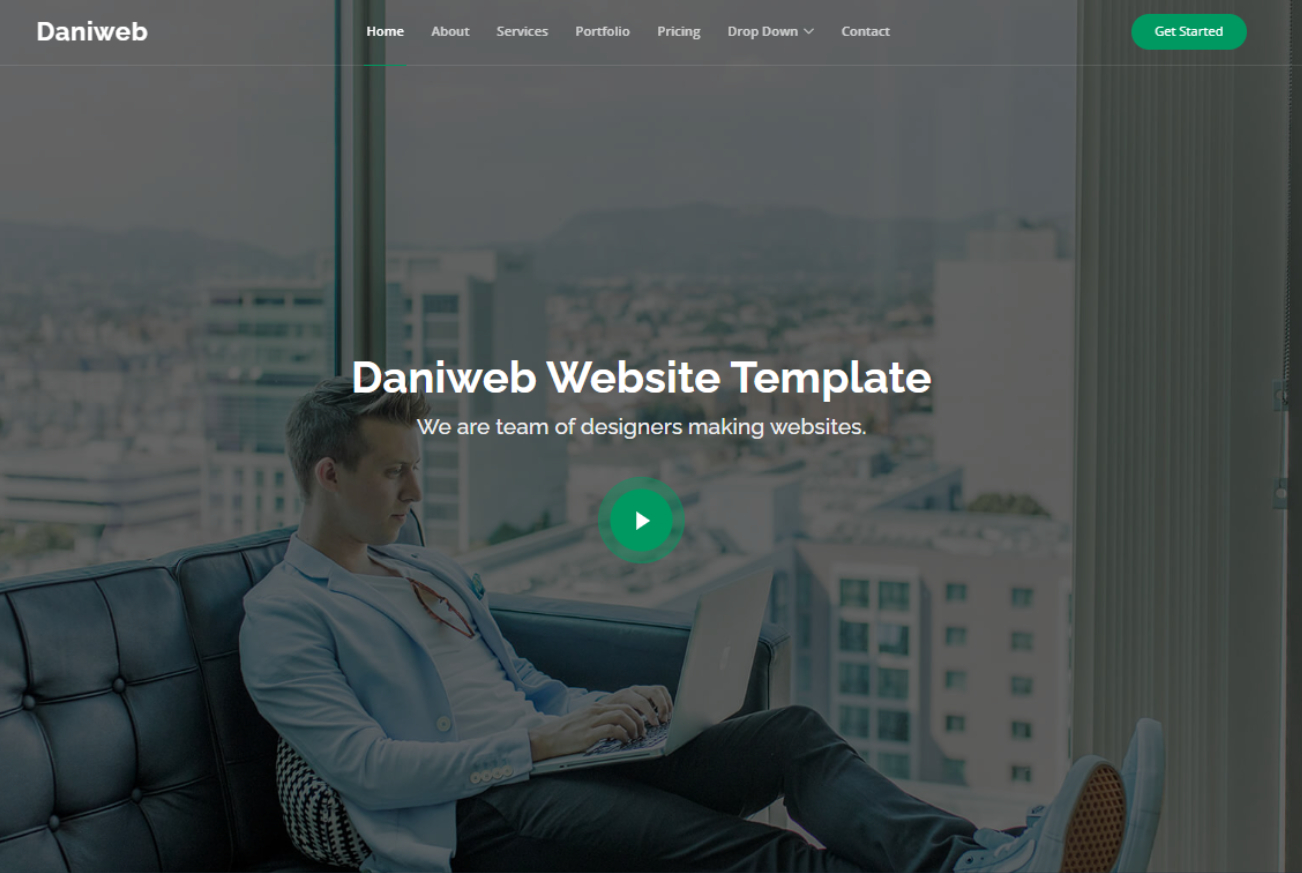 Daniweb
Home About Services Portfolio Pricing Drop Down Contact
Get Started
Daniweb Website Template
We are team of designers making websites.